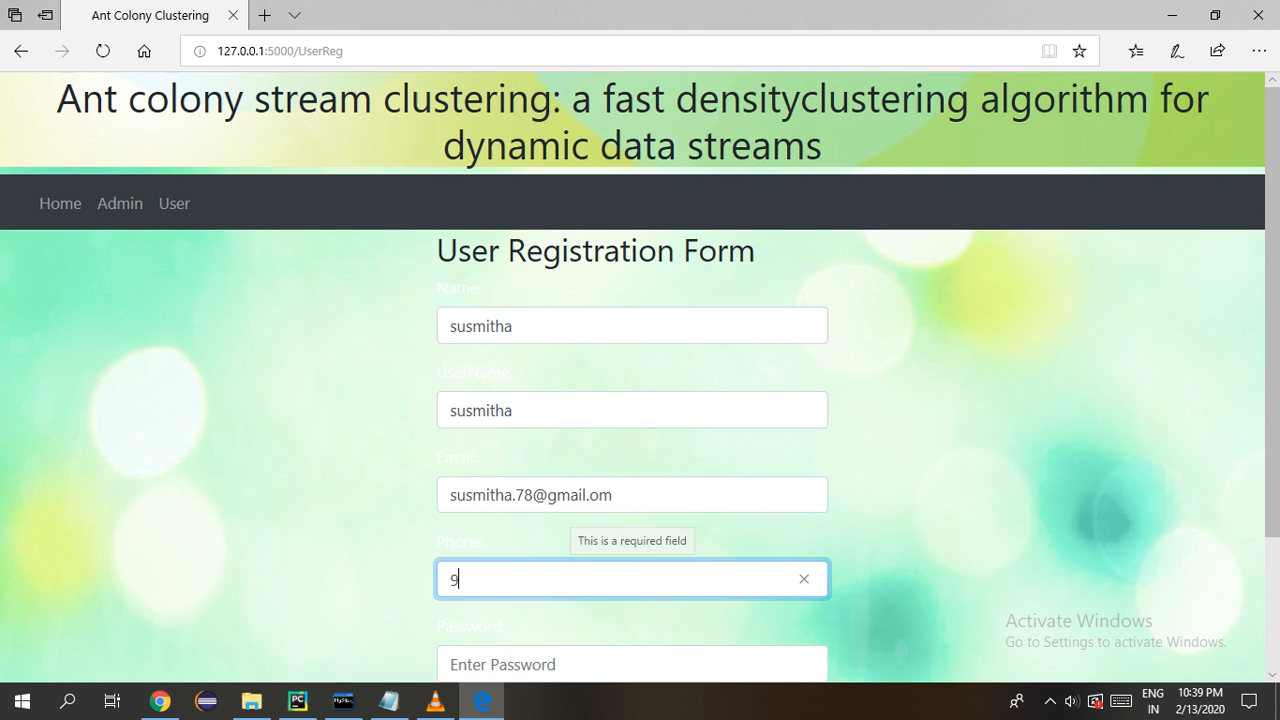 Ant Colony Clustering
127.0.0.1:5000/UserReg
Ant colony stream clustering: a fast densityclustering algorithm for
dynamic data streams
Home Admin User
User Registration Form
Name:
susmitha
UserName:
susmitha
Email:
susmitha.78@gmail.om
This is a required field
Phone:
9
Password:
Enter Password
Activate Windows
Go to Settings to activate Windows.
PC
MySQL
ENG
IN
10:39 PM
2/13/2020